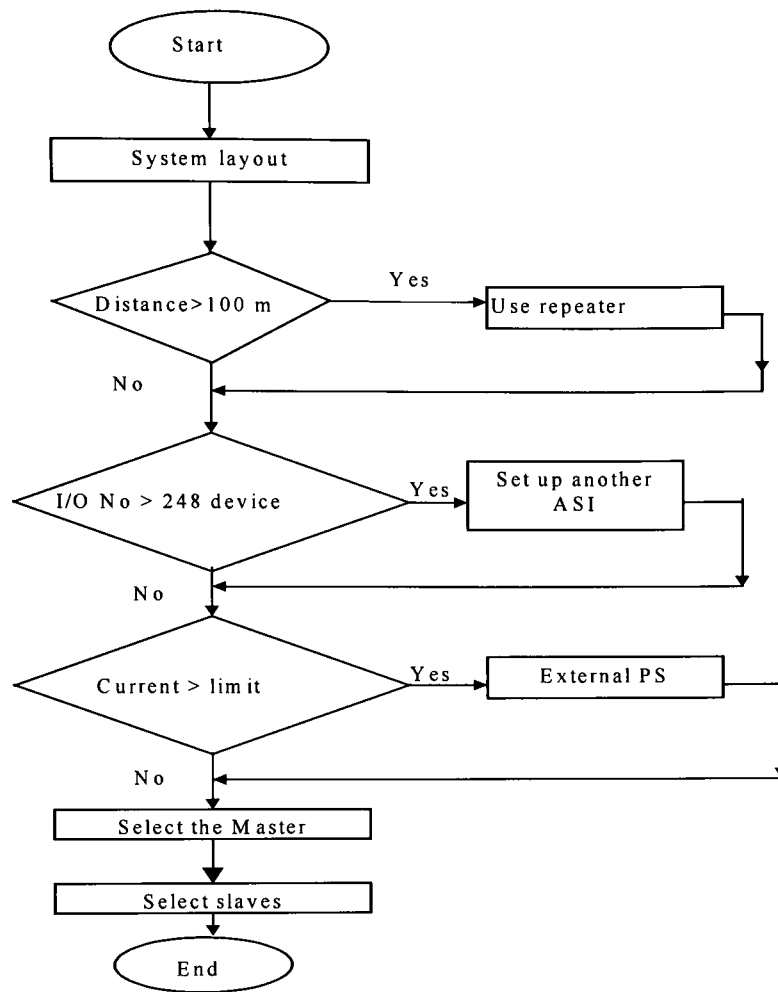 Start
System layout
Distance>100 m
Yes
Use repeater
No
I/O No > 248 device
Yes
Set up another
ASI
No
Current > limit
Yes
External PS
No
Select the Master
Select slaves
End